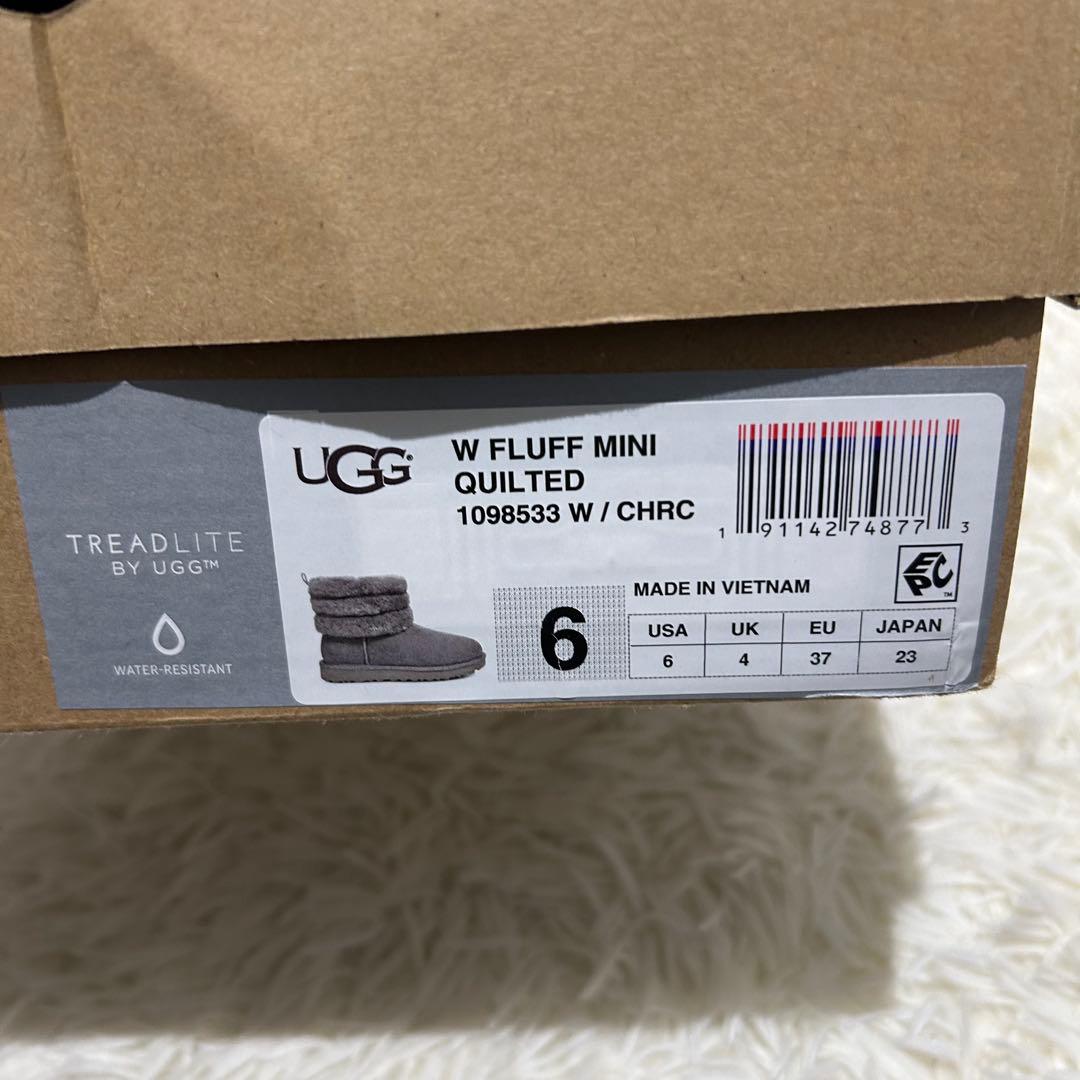 TREADLITE
BY UGG™
WATER-RESISTANT
UGG®
W FLUFF MINI
QUILTED
1098533 W / CHRC
1 91142 74877 3
EPC™
MADE IN VIETNAM
6
USA UK EU JAPAN
6 4 37 23